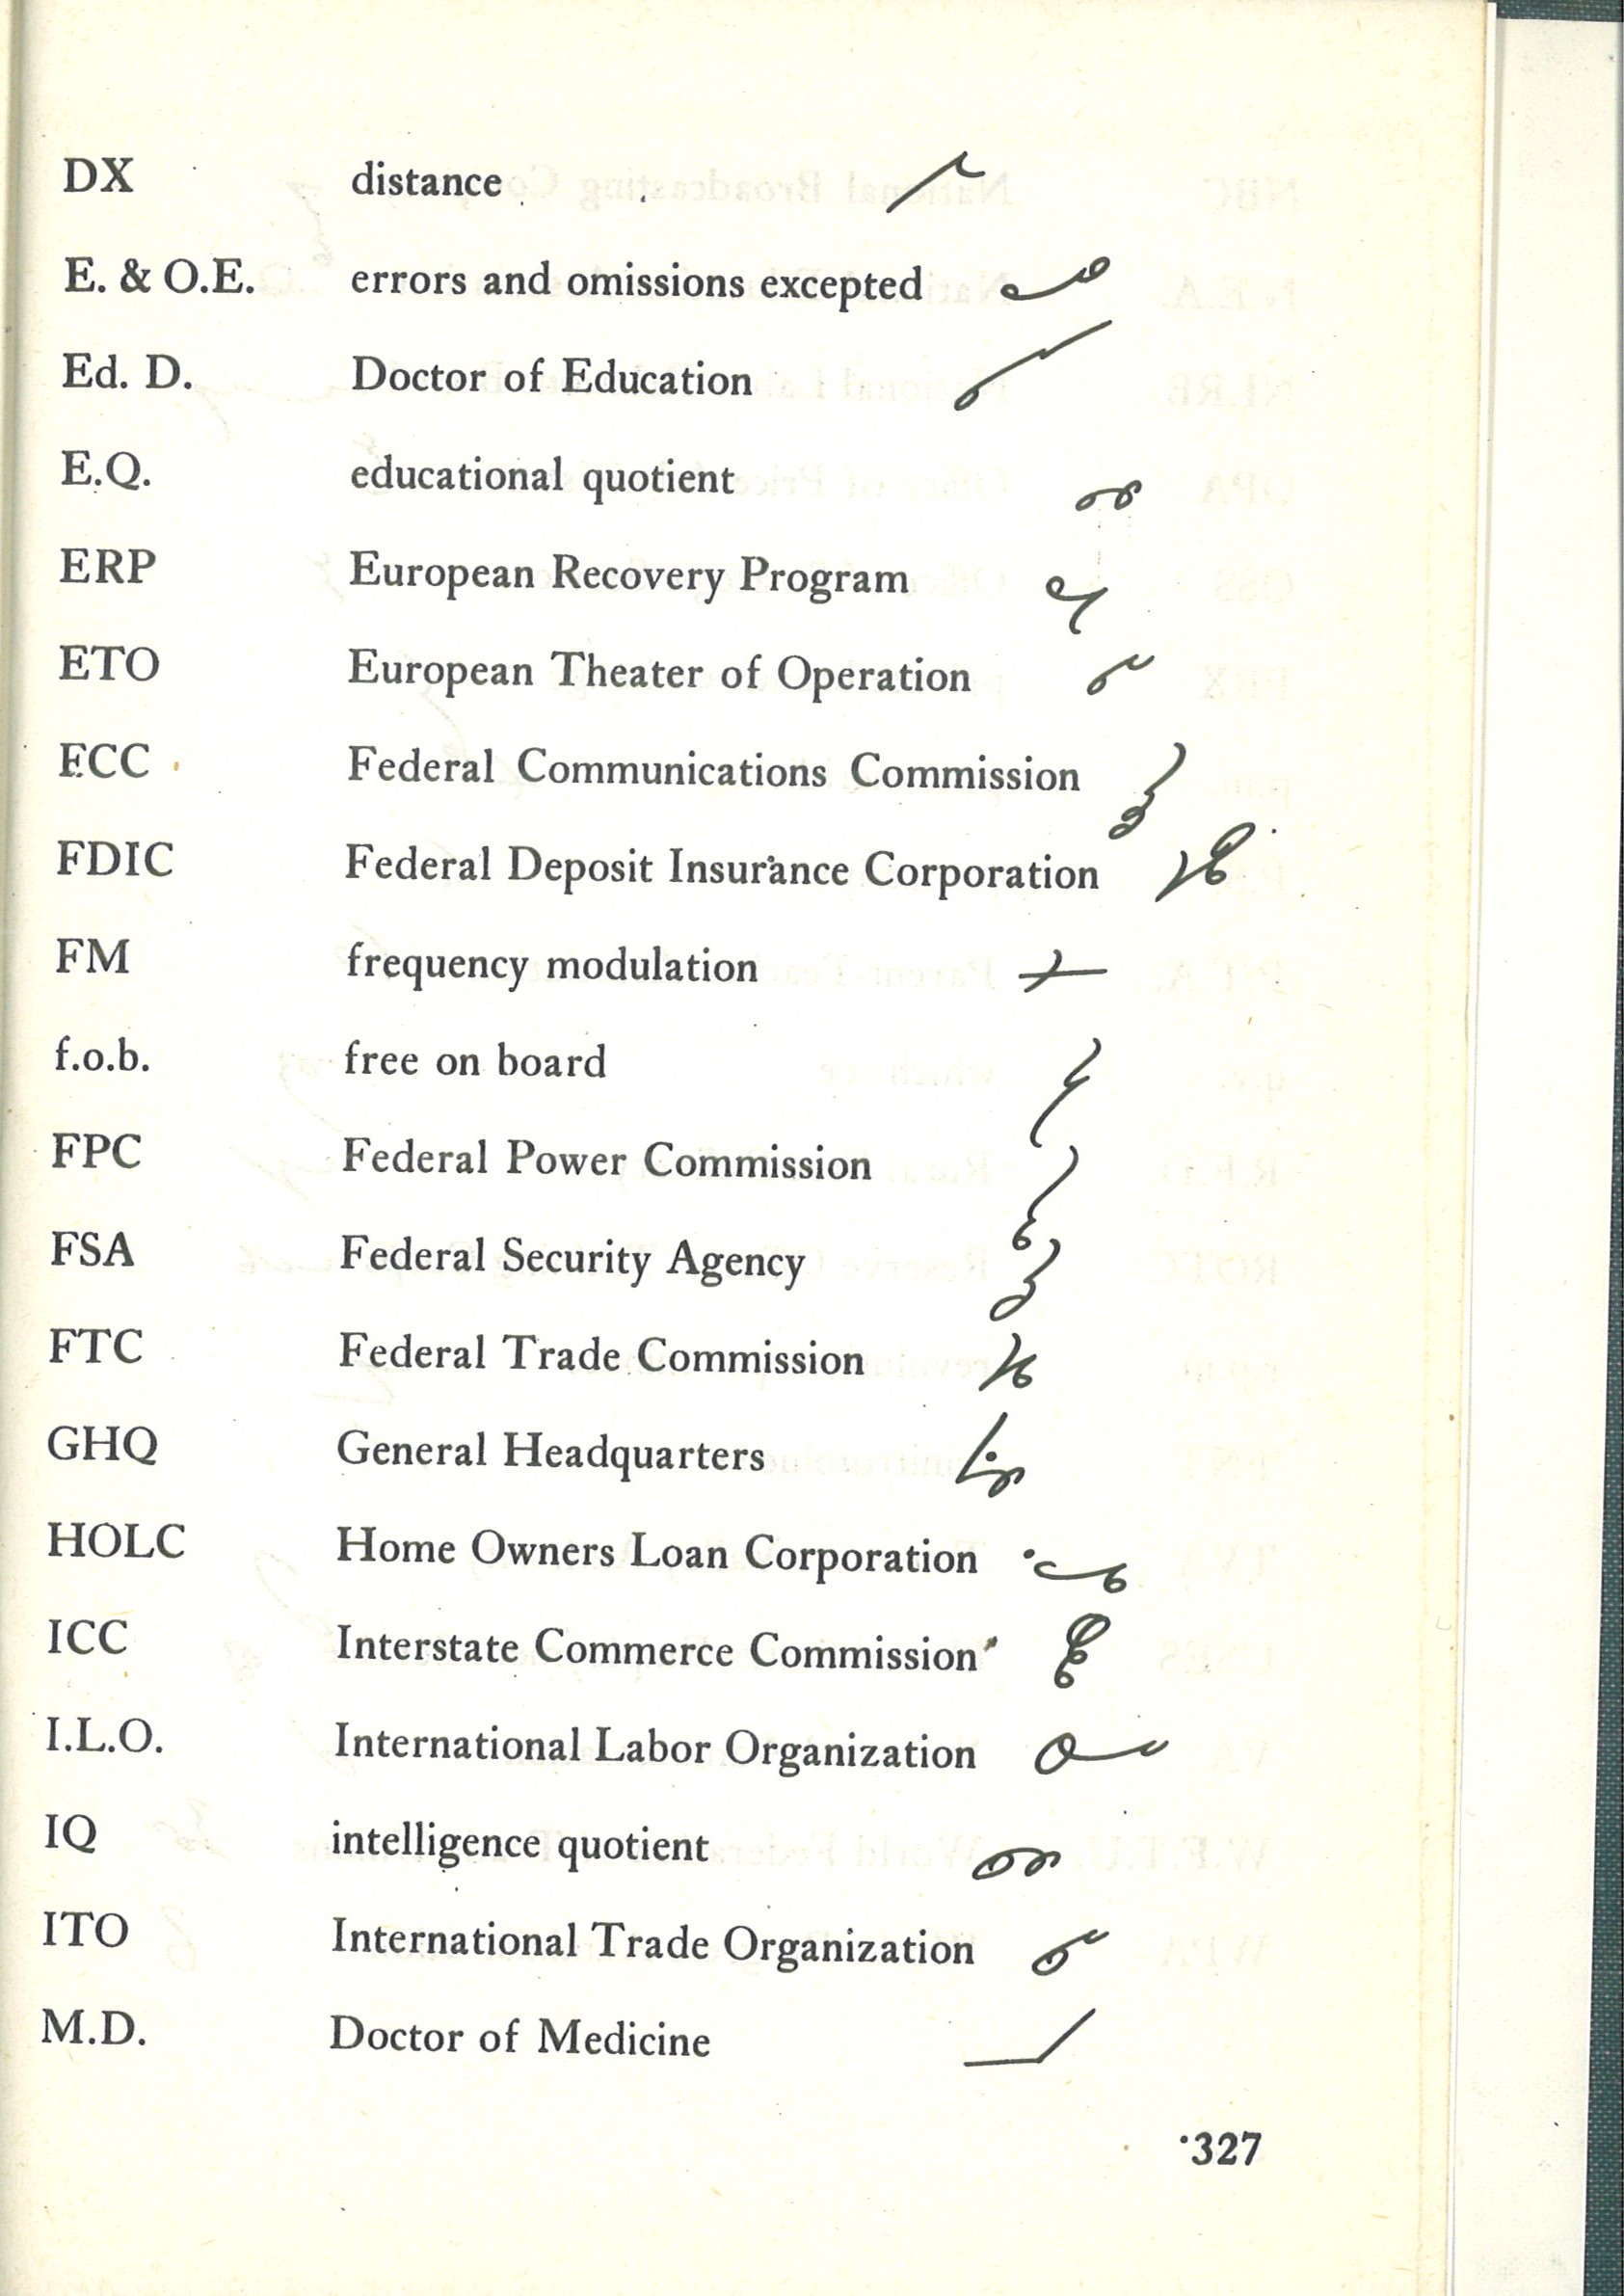 DX distance
E. & O.E. errors and omissions excepted
Ed. D. Doctor of Education
E.Q. educational quotient
ERP European Recovery Program
ETO European Theater of Operation
FCC Federal Communications Commission
FDIC Federal Deposit Insurance Corporation
FM frequency modulation
f.o.b. free on board
FPC Federal Power Commission
FSA Federal Security Agency
FTC Federal Trade Commission
GHQ General Headquarters
HOLC Home Owners Loan Corporation
ICC Interstate Commerce Commission
I.L.O. International Labor Organization
IQ intelligence quotient
ITO International Trade Organization
M.D. Doctor of Medicine
327